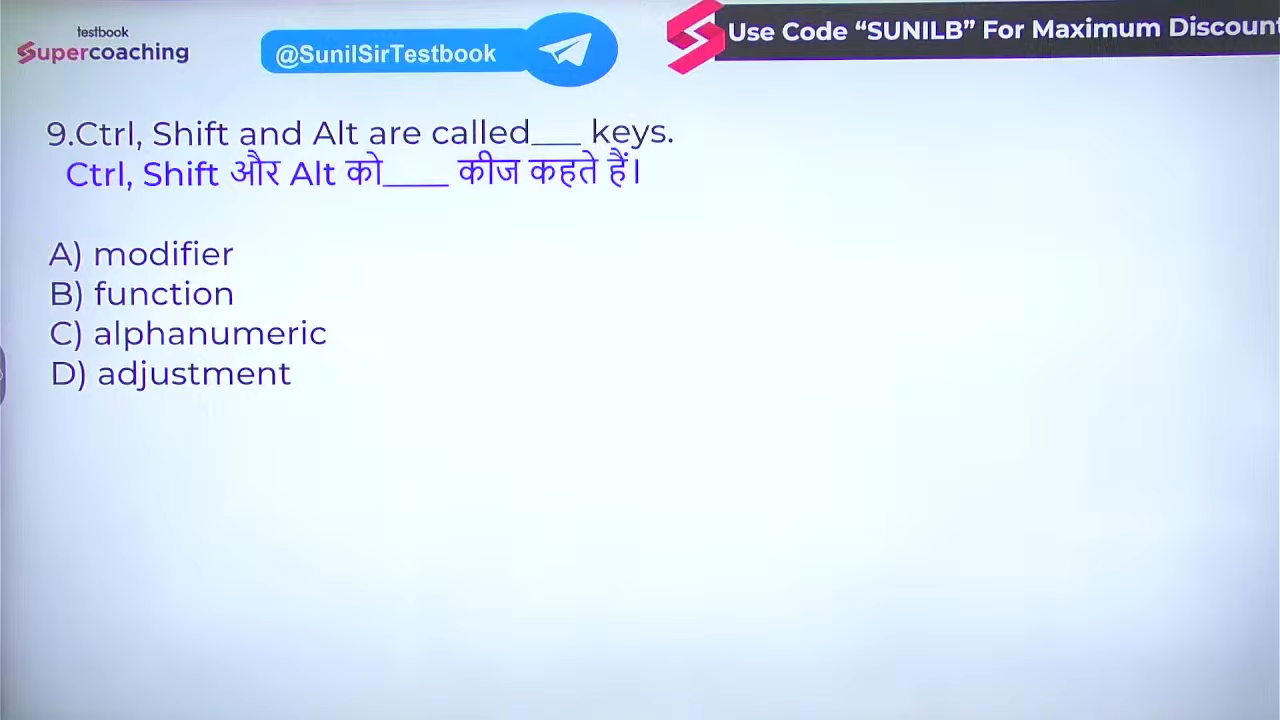 testbook
Supercoaching
@SunilSirTestbook
Use Code “SUNILB” For Maximum Discount
9.Ctrl, Shift and Alt are called___ keys.
Ctrl, Shift और Alt को____ कीज कहते हैं।
A) modifier
B) function
C) alphanumeric
D) adjustment